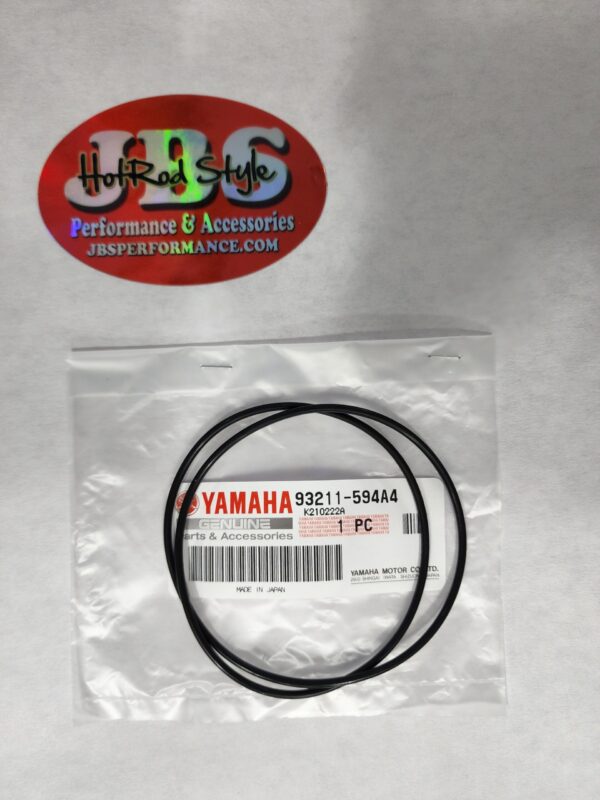 JBS
HotRod Style
Performance & Accessories
JBSPERFORMANCE.COM
YAMAHA 93211-594A4
K210222A
GENUINE
Parts & Accessories
1 PC
YAMAHA MOTOR CO., LTD.
MADE IN JAPAN